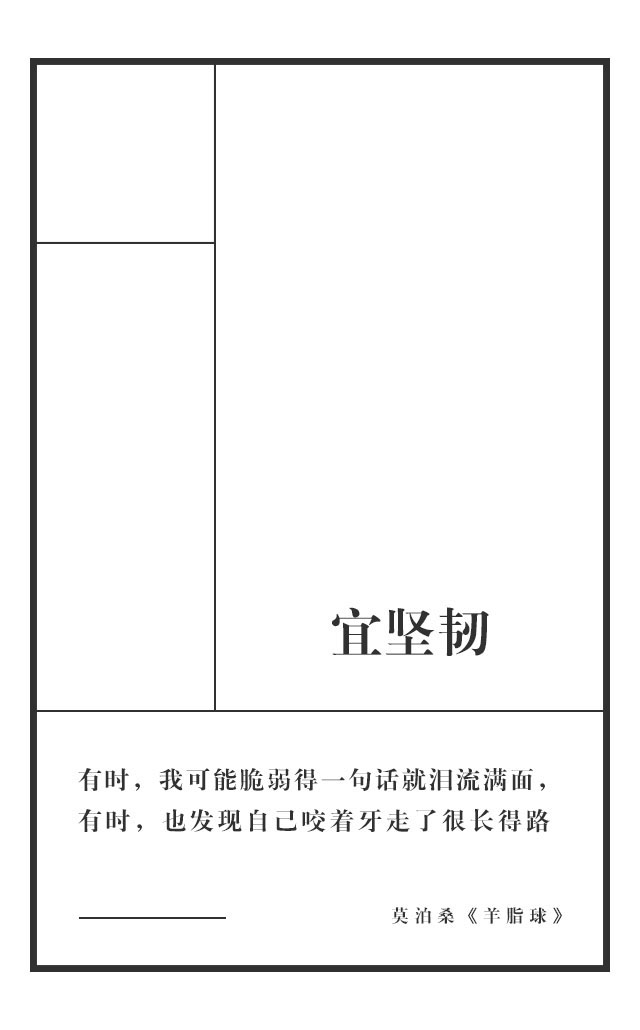 宜坚韧
有时，我可能脆弱得一句话就泪流满面，
有时，也发现自己咬着牙走了很长得路
莫泊桑《羊脂球》